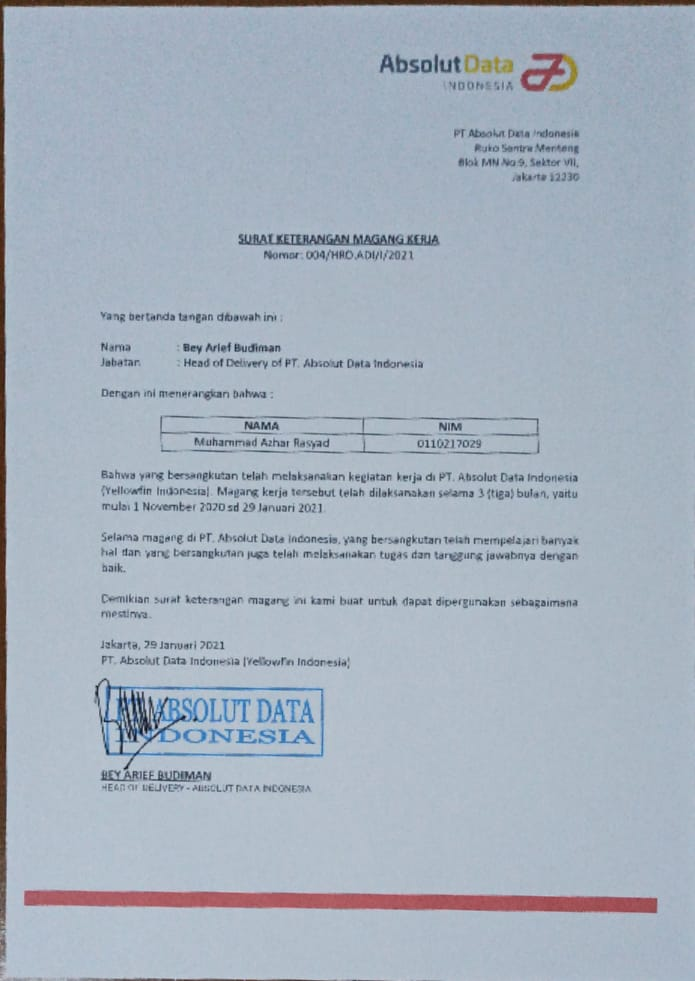 AbsolutData
INDONESIA
PT Absolut Data Indonesia
Ruko Sentra Menteng
Blok MN No 9, Sektor VII,
Jakarta 12330
SURAT KETERANGAN MAGANG KERJA
Nomor: 004/HRO.ADI/I/2021
Yang bertanda tangan dibawah ini :
Nama : Bey Arief Budiman
Jabatan : Head of Delivery of PT. Absolut Data Indonesia
Dengan ini menerangkan bahwa :
NAMA NIM
Muhammad Azhar Rasyad 0110217029
Bahwa yang bersangkutan telah melaksanakan kegiatan kerja di PT. Absolut Data Indonesia
(Yellowfin Indonesia). Magang kerja tersebut telah dilaksanakan selama 3 (tiga) bulan, yaitu
mulai 1 November 2020 sd 29 Januari 2021.
Selama magang di PT. Absolut Data Indonesia, yang bersangkutan telah mempelajari banyak
hal dan yang bersangkutan juga telah melaksanakan tugas dan tanggung jawabnya dengan
baik.
Demikian surat keterangan magang ini kami buat untuk dapat dipergunakan sebagaimana
mestinya.
Jakarta, 29 Januari 2021
PT. Absolut Data Indonesia (Yellowfin Indonesia)
ABSOLUT DATA
INDONESIA
BEY ARIEF BUDIMAN
HEAD OF DELIVERY - ABSOLUT DATA INDONESIA